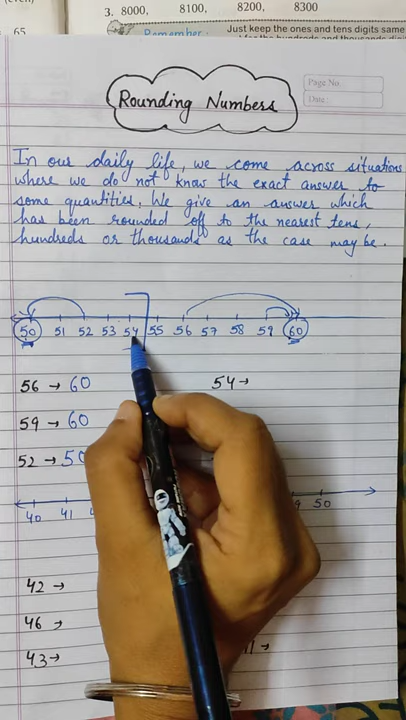 65
3. 8000, 8100, 8200, 8300
Remember: Just keep the ones and tens digits same
Rounding Numbers
Page No.
Date:
In our daily life, we come across situations
where we do not know the exact answer to
some quantities, We give an answer which
has been rounded off to the nearest tens,
hundreds or thousands as the case may be.
50 51 52 53 54 55 56 57 58 59 60
56 → 60 54 →
59 → 60
52 → 50
40 41 50
42 →
46 →
43 →